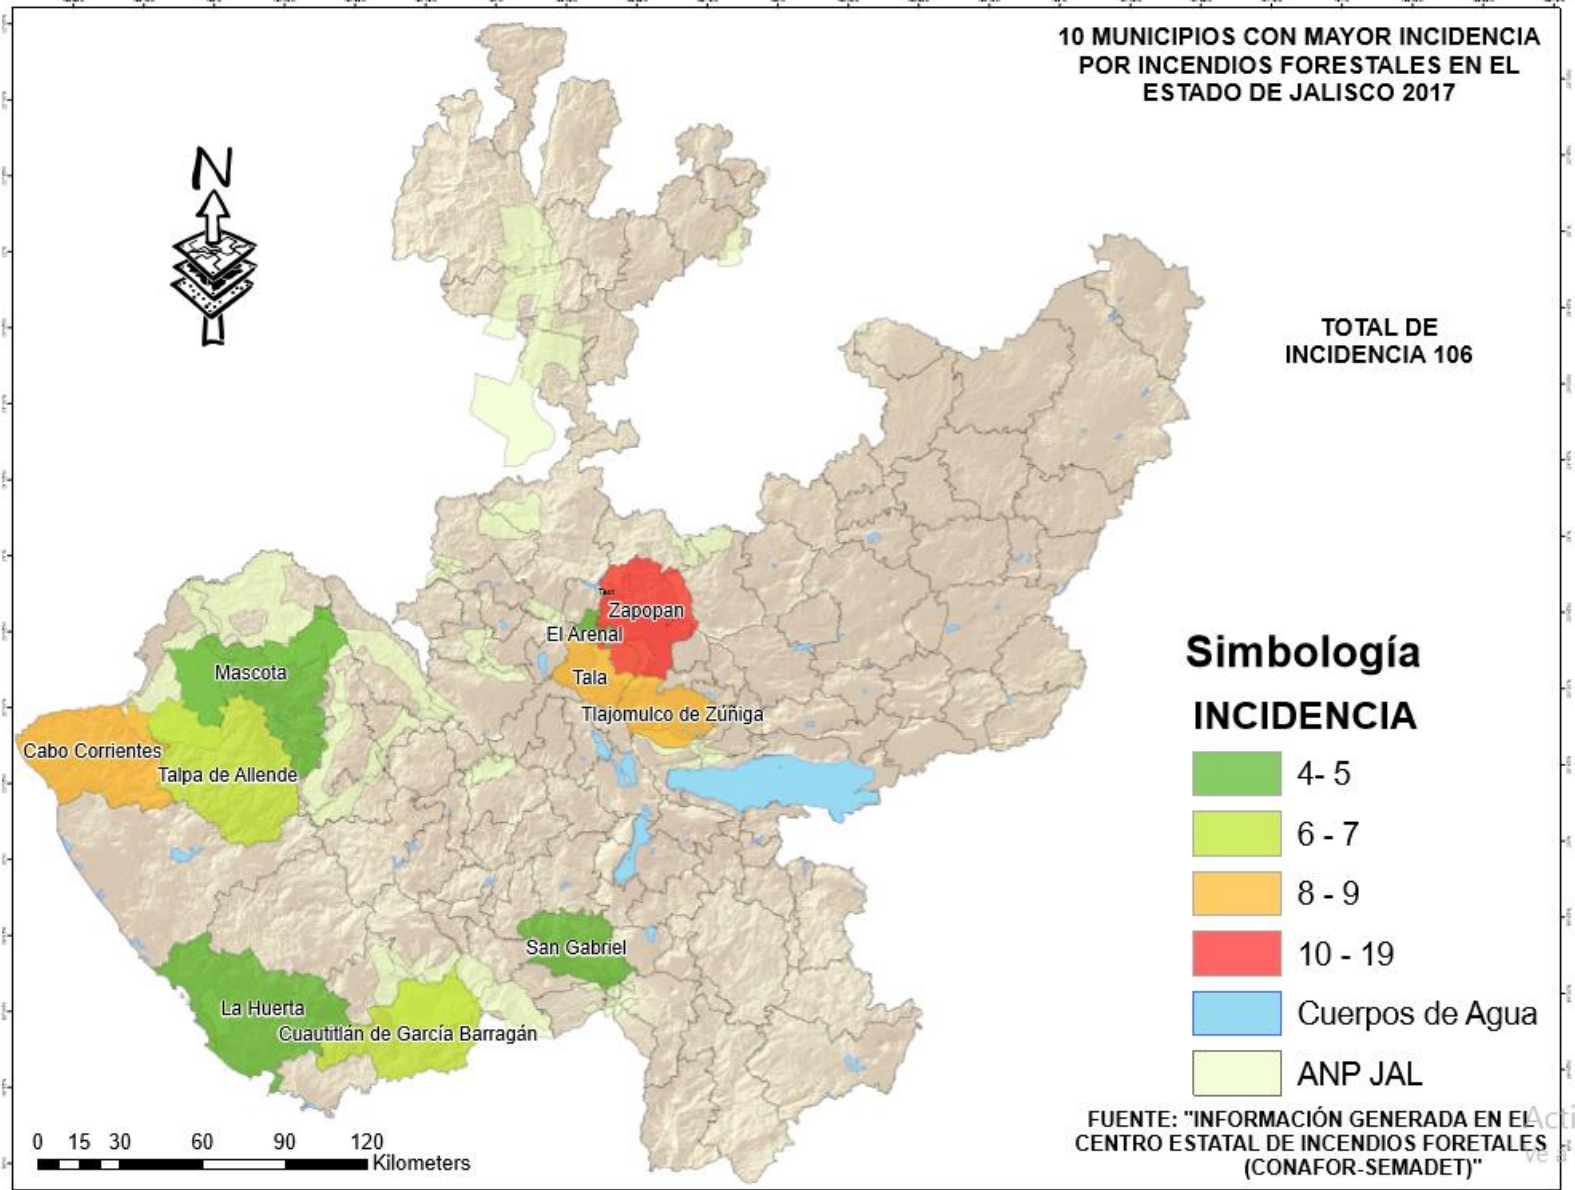 10 MUNICIPIOS CON MAYOR INCIDENCIA
POR INCENDIOS FORESTALES EN EL
ESTADO DE JALISCO 2017
N
TOTAL DE
INCIDENCIA 106
Zapopan
El Arenal
Tala
Tlajomulco de Zúñiga
Mascota
Cabo Corrientes
Talpa de Allende
San Gabriel
La Huerta
Cuautitlán de García Barragán
Simbología
INCIDENCIA
4- 5
6 - 7
8 - 9
10 - 19
Cuerpos de Agua
ANP JAL
FUENTE: "INFORMACIÓN GENERADA EN EL
CENTRO ESTATAL DE INCENDIOS FORETALES
(CONAFOR-SEMADET)"
0 15 30 60 90 120
Kilometers